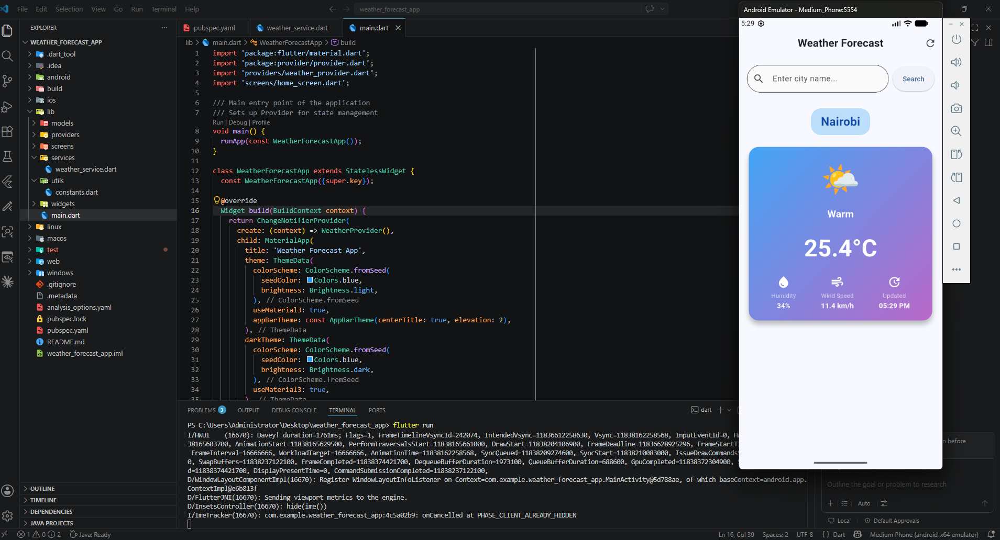 File Edit Selection View Go Run Terminal Help
weather_forecast_app
EXPLORER
WEATHER_FORECAST_APP
.dart_tool
.idea
android
build
ios
lib
models
providers
screens
services
weather_service.dart
utils
constants.dart
widgets
main.dart
linux
macos
test
web
windows
.gitignore
.metadata
analysis_options.yaml
pubspec.lock
pubspec.yaml
README.md
weather_forecast_app.iml
OUTLINE
TIMELINE
DEPENDENCIES
JAVA PROJECTS
pubspec.yaml weather_service.dart main.dart
lib > main.dart > WeatherForecastApp > build
1 import 'package:flutter/material.dart';
2 import 'package:provider/provider.dart';
3 import 'providers/weather_provider.dart';
4 import 'screens/home_screen.dart';
5
6 /// Main entry point of the application
7 /// Sets up Provider for state management
Run | Debug | Profile
8 void main() {
9 runApp(const WeatherForecastApp());
10 }
11
12 class WeatherForecastApp extends StatelessWidget {
13 const WeatherForecastApp({super.key});
14
15 @override
16 Widget build(BuildContext context) {
17 return ChangeNotifierProvider(
18 create: (context) => WeatherProvider(),
19 child: MaterialApp(
20 title: 'Weather Forecast App',
21 theme: ThemeData(
22 colorScheme: ColorScheme.fromSeed(
23 seedColor: Colors.blue,
24 brightness: Brightness.light,
25 ), // ColorScheme.fromSeed
26 useMaterial3: true,
27 appBarTheme: const AppBarTheme(centerTitle: true, elevation: 2),
28 ), // ThemeData
29 darkTheme: ThemeData(
30 colorScheme: ColorScheme.fromSeed(
31 seedColor: Colors.blue,
32 brightness: Brightness.dark,
33 ), // ColorScheme.fromSeed
34 useMaterial3: true,
35 ), // ThemeData
PROBLEMS 3 OUTPUT DEBUG CONSOLE TERMINAL PORTS
dart
PS C:\Users\Administrator\Desktop\weather_forecast_app> flutter run
I/HWUI (16670): Davey! duration=1761ms; Flags=1, FrameTimelineVsyncId=242074, IntendedVsync=11836612258630, Vsync=11838162258568, InputEventId=0, Ha
38165603700, AnimationStart=11838165629500, PerformTraversalsStart=11838165661000, DrawStart=11838204106900, FrameDeadline=11836628925296, FrameStartTi
FrameInterval=16666666, WorkloadTarget=16666666, AnimationTime=11838162258568, SyncQueued=11838209274600, SyncStart=11838210083000, IssueDrawCommandsS
0, SwapBuffers=11838237122100, FrameCompleted=11838374421700, DequeueBufferDuration=1973100, QueueBufferDuration=688600, GpuCompleted=11838372304900, S
d=11838374421700, DisplayPresentTime=0, CommandSubmissionCompleted=11838237122100,
D/WindowLayoutComponentImpl(16670): Register WindowLayoutInfoListener on Context=com.example.weather_forecast_app.MainActivity@5d788ae, of which baseContext=android.app.
ContextImpl@e6b813f
D/FlutterJNI(16670): Sending viewport metrics to the engine.
D/InsetsController(16670): hide(ime())
I/ImeTracker(16670): com.example.weather_forecast_app:4c5a02b9: onCancelled at PHASE_CLIENT_ALREADY_HIDDEN
Android Emulator - Medium_Phone:5554
5:29
Weather Forecast
Enter city name...
Search
Nairobi
Warm
25.4°C
Humidity Wind Speed Updated
34% 11.4 km/h 05:29 PM
n before
Outline the goal or problem to research
Auto
Local Default Approvals
1 0 2 Java: Ready
Ln 16, Col 39 Spaces: 2 UTF-8 {} Dart Medium Phone (android-x64 emulator)